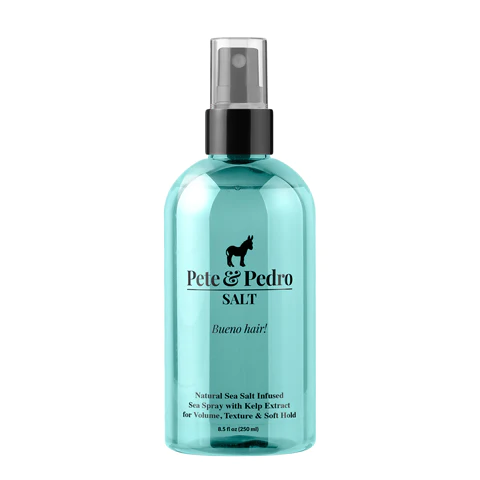 Pete & Pedro
SALT
Bueno hair!
Natural Sea Salt Infused
Sea Spray with Kelp Extract
for Volume, Texture & Soft Hold
8.5 fl oz (250 ml)